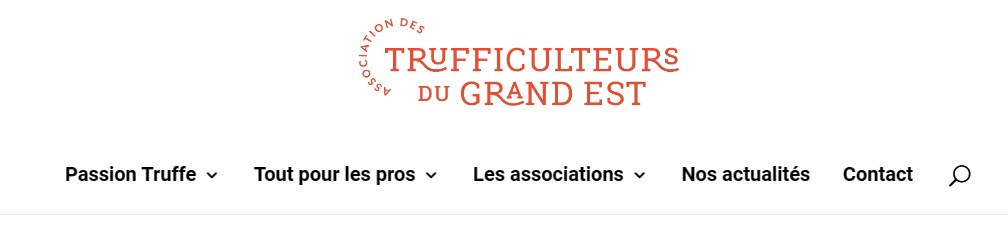 ASSOCIATION DES
TRUFFICULTEURS
DU GRAND EST
Passion Truffe Tout pour les pros Les associations Nos actualités Contact